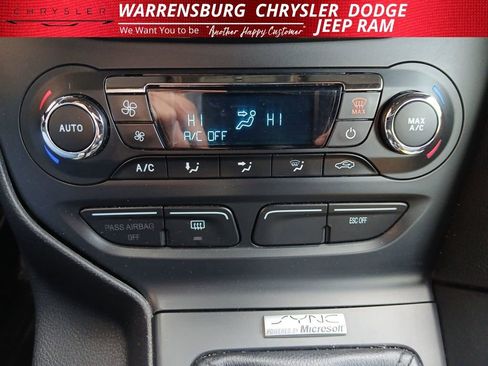 WARRENSBURG CHRYSLER DODGE
CHRYSLER
We Want You to be "Another Happy Customer" JEEP RAM
AUTO
HI HI
A/C OFF
MAX
MAX
A/C
A/C
PASS AIRBAG
OFF
ESC OFF
SYNC
POWERED BY Microsoft